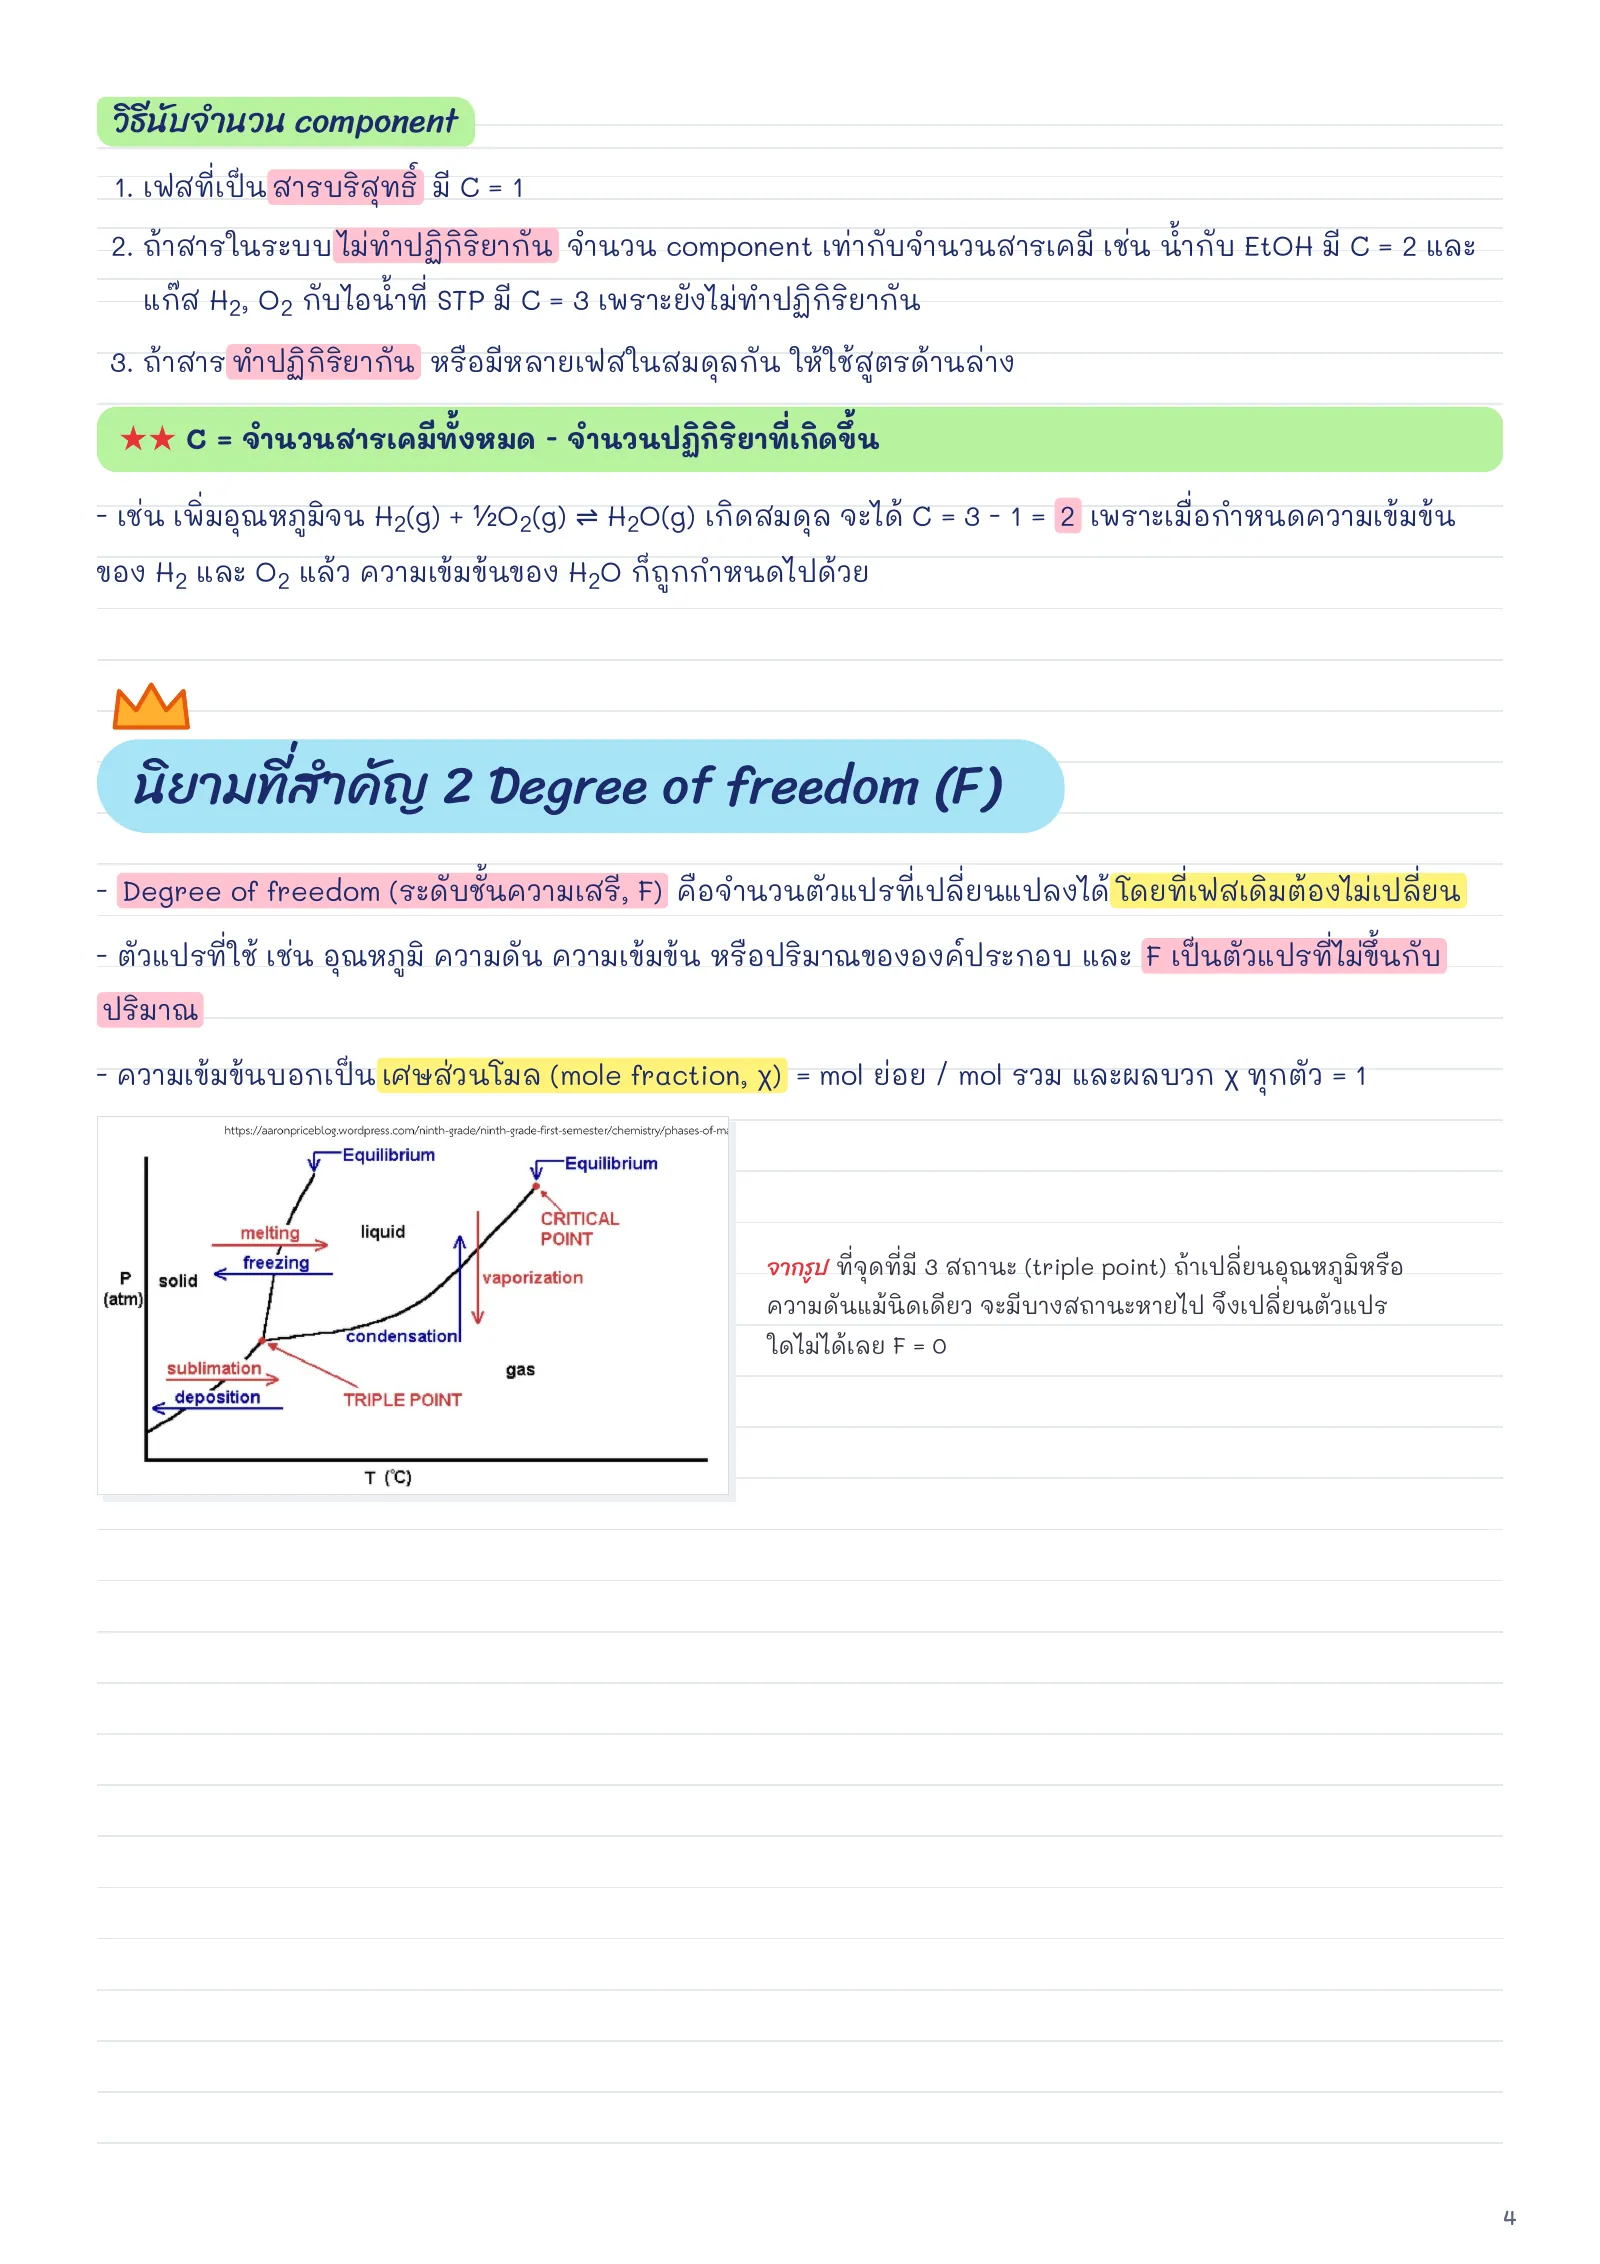 วิธีนับจำนวน component
1. เฟสที่เป็นสารบริสุทธิ์ มี C = 1
2. ถ้าสารในระบบไม่ทำปฏิกิริยากัน จำนวน component เท่ากับจำนวนสารเคมี เช่น น้ำกับ EtOH มี C = 2 และ
แก๊ส H₂, O₂ กับไอน้ำที่ STP มี C = 3 เพราะยังไม่ทำปฏิกิริยากัน
3. ถ้าสารทำปฏิกิริยากัน หรือมีหลายเฟสในสมดุลกัน ให้ใช้สูตรด้านล่าง
★★ C = จำนวนสารเคมีทั้งหมด - จำนวนปฏิกิริยาที่เกิดขึ้น
- เช่น เพิ่มอุณหภูมิจน H₂(g) + ½O₂(g) ⇌ H₂O(g) เกิดสมดุล จะได้ C = 3 - 1 = 2 เพราะเมื่อกำหนดความเข้มข้น
ของ H₂ และ O₂ แล้ว ความเข้มข้นของ H₂O ก็ถูกกำหนดไปด้วย
นิยามที่สำคัญ 2 Degree of freedom (F)
- Degree of freedom (ระดับชั้นความเสรี, F) คือจำนวนตัวแปรที่เปลี่ยนแปลงได้โดยที่เฟสเดิมต้องไม่เปลี่ยน
- ตัวแปรที่ใช้ เช่น อุณหภูมิ ความดัน ความเข้มข้น หรือปริมาณขององค์ประกอบ และ F เป็นตัวแปรที่ไม่ขึ้นกับ
ปริมาณ
- ความเข้มข้นบอกเป็นเศษส่วนโมล (mole fraction, χ) = mol ย่อย / mol รวม และผลบวก χ ทุกตัว = 1
https://aaronpriceblog.wordpress.com/ninth-grade/ninth-grade-first-semester/chemistry/phases-of-ma
Equilibrium
Equilibrium
CRITICAL
POINT
melting
liquid
freezing
P
(atm)
solid
vaporization
condensation
sublimation
gas
deposition
TRIPLE POINT
T (°C)
จากรูป ที่จุดที่มี 3 สถานะ (triple point) ถ้าเปลี่ยนอุณหภูมิหรือ
ความดันแม้นิดเดียว จะมีบางสถานะหายไป จึงเปลี่ยนตัวแปร
ใดไม่ได้เลย F = 0
4